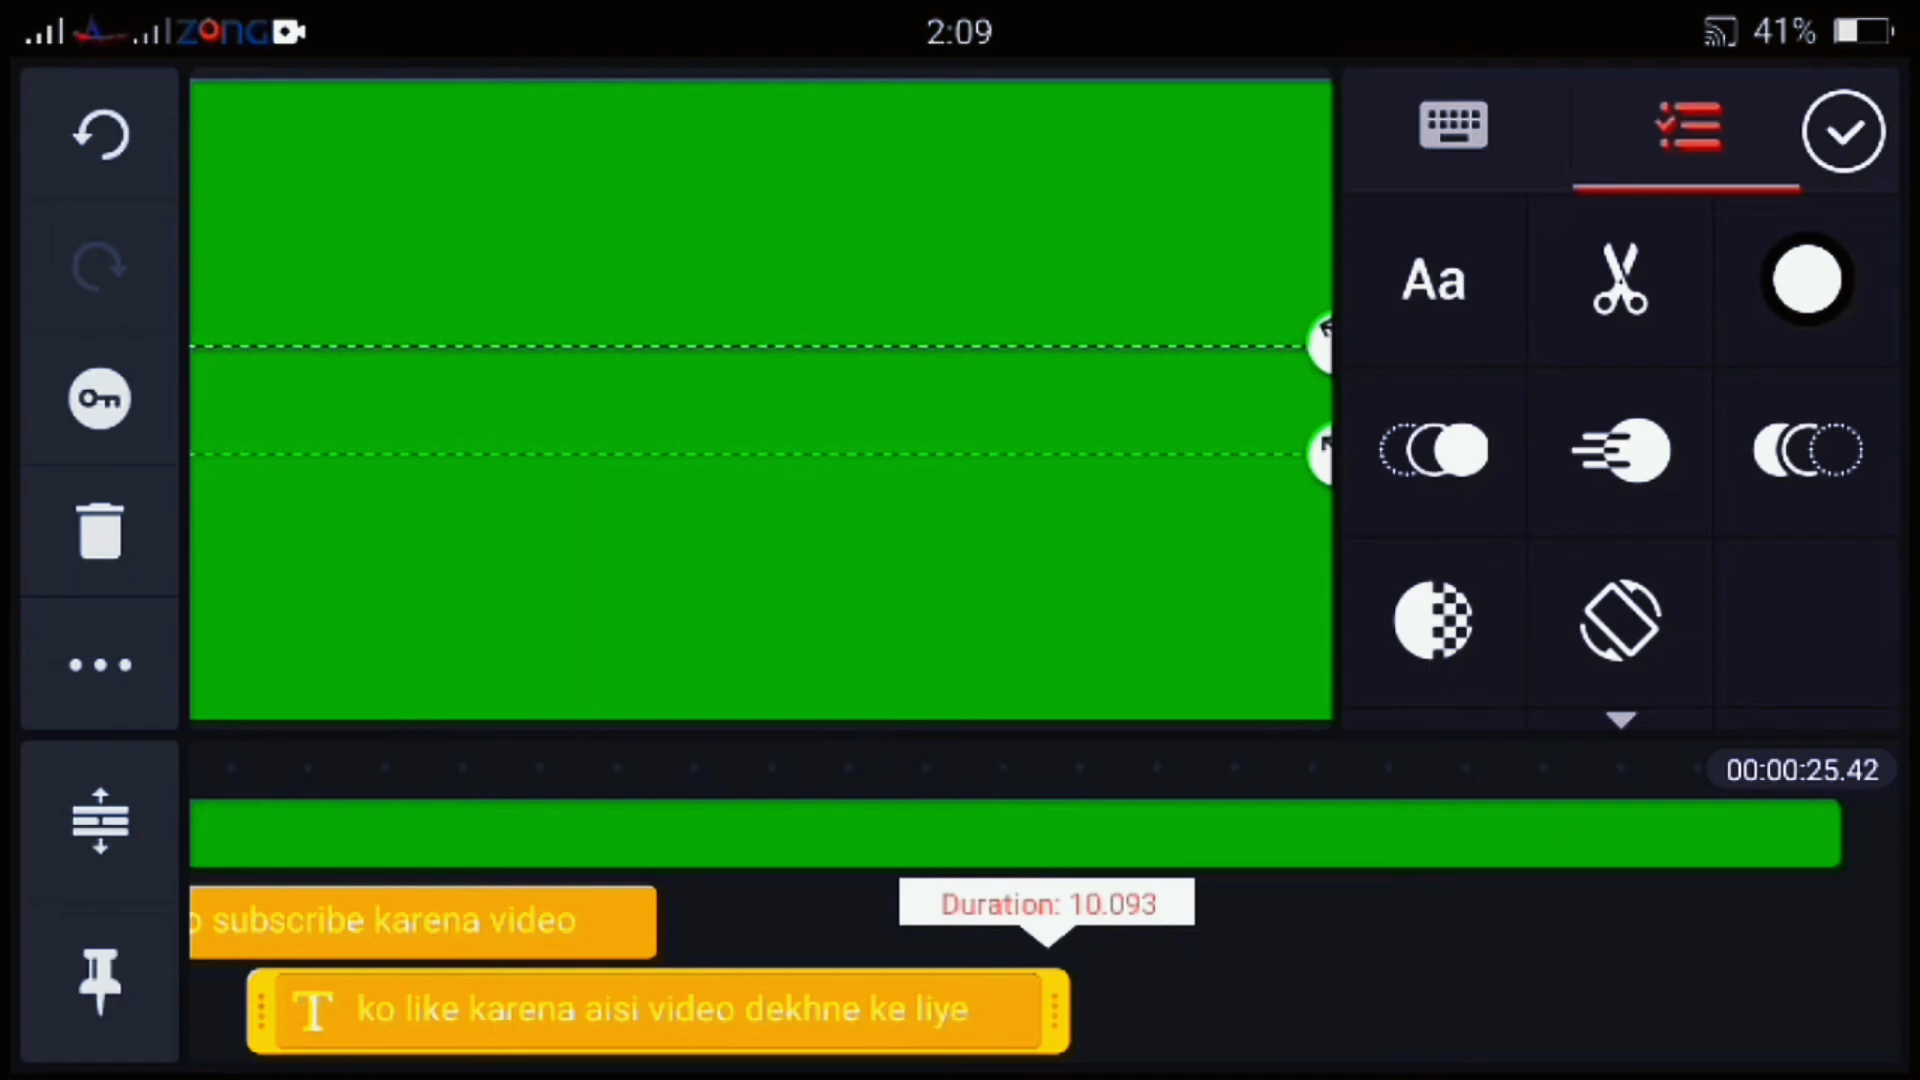 zong
2:09
41%
Aa
00:00:25.42
o subscribe karena video
Duration: 10.093
T ko like karena aisi video dekhne ke liye